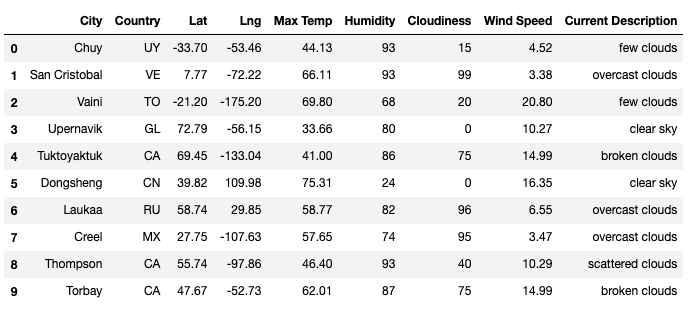 City Country Lat Lng Max Temp Humidity Cloudiness Wind Speed Current Description
0 Chuy UY -33.70 -53.46 44.13 93 15 4.52 few clouds
1 San Cristobal VE 7.77 -72.22 66.11 93 99 3.38 overcast clouds
2 Vaini TO -21.20 -175.20 69.80 68 20 20.80 few clouds
3 Upernavik GL 72.79 -56.15 33.66 80 0 10.27 clear sky
4 Tuktoyaktuk CA 69.45 -133.04 41.00 86 75 14.99 broken clouds
5 Dongsheng CN 39.82 109.98 75.31 24 0 16.35 clear sky
6 Laukaa RU 58.74 29.85 58.77 82 96 6.55 overcast clouds
7 Creel MX 27.75 -107.63 57.65 74 95 3.47 overcast clouds
8 Thompson CA 55.74 -97.86 46.40 93 40 10.29 scattered clouds
9 Torbay CA 47.67 -52.73 62.01 87 75 14.99 broken clouds